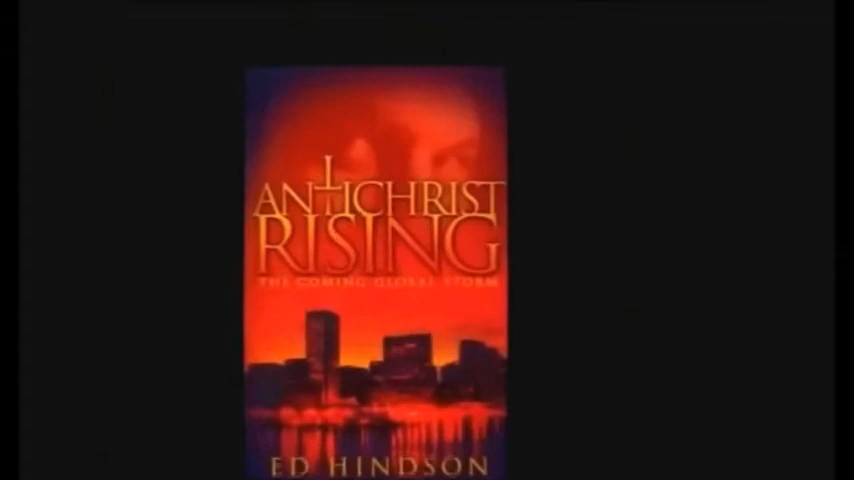 ANTICHRIST
RISING
THE COMING GLOBAL STORM
ED HINDSON